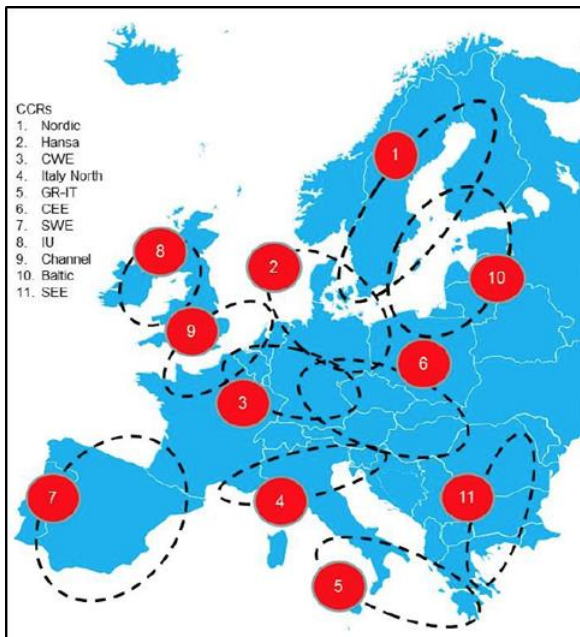 CCRs
1. Nordic
2. Hansa
3. CWE
4. Italy North
5. GR-IT
6. CEE
7. SWE
8. IU
9. Channel
10. Baltic
11. SEE
1
8
2
10
9
6
3
7
4
11
5